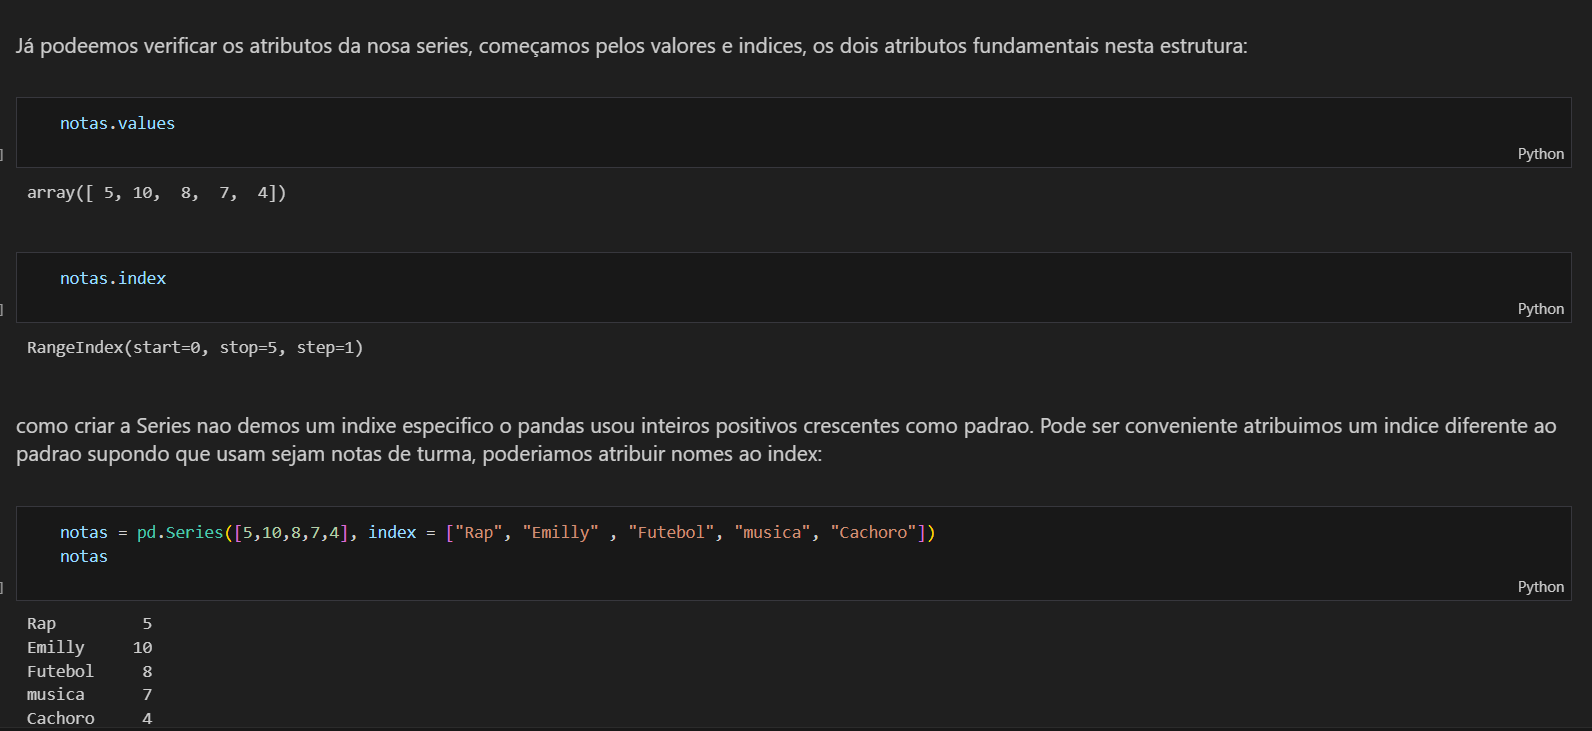 Já podeemos verificar os atributos da nosa series, começamos pelos valores e indices, os dois atributos fundamentais nesta estrutura:
notas.values
]
Python
array([ 5, 10,  8,  7,  4])
notas.index
]
Python
RangeIndex(start=0, stop=5, step=1)
como criar a Series nao demos um indixe especifico o pandas usou inteiros positivos crescentes como padrao. Pode ser conveniente atribuimos um indice diferente ao
padrao supondo que usam sejam notas de turma, poderiamos atribuir nomes ao index:
notas = pd.Series([5,10,8,7,4], index = ["Rap", "Emilly" , "Futebol", "musica", "Cachoro"])
notas
]
Python
Rap         5
Emilly     10
Futebol     8
musica      7
Cachoro     4